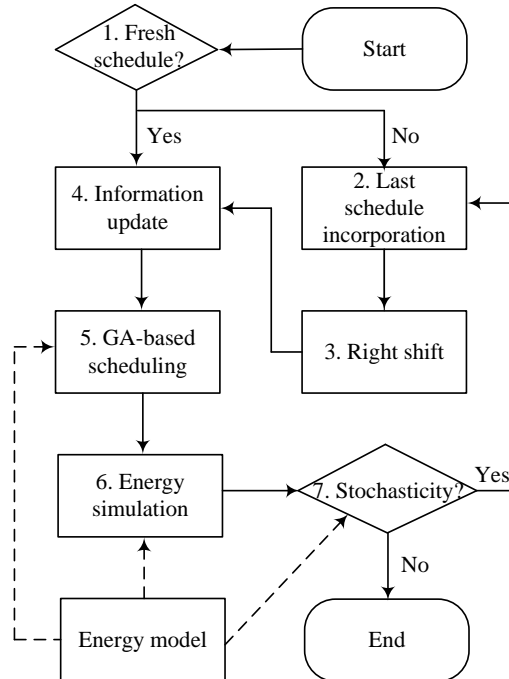 1. Fresh
schedule?
Start
Yes
No
4. Information
update
2. Last
schedule
incorporation
5. GA-based
scheduling
3. Right shift
6. Energy
simulation
7. Stochasticity?
Yes
No
Energy model
End